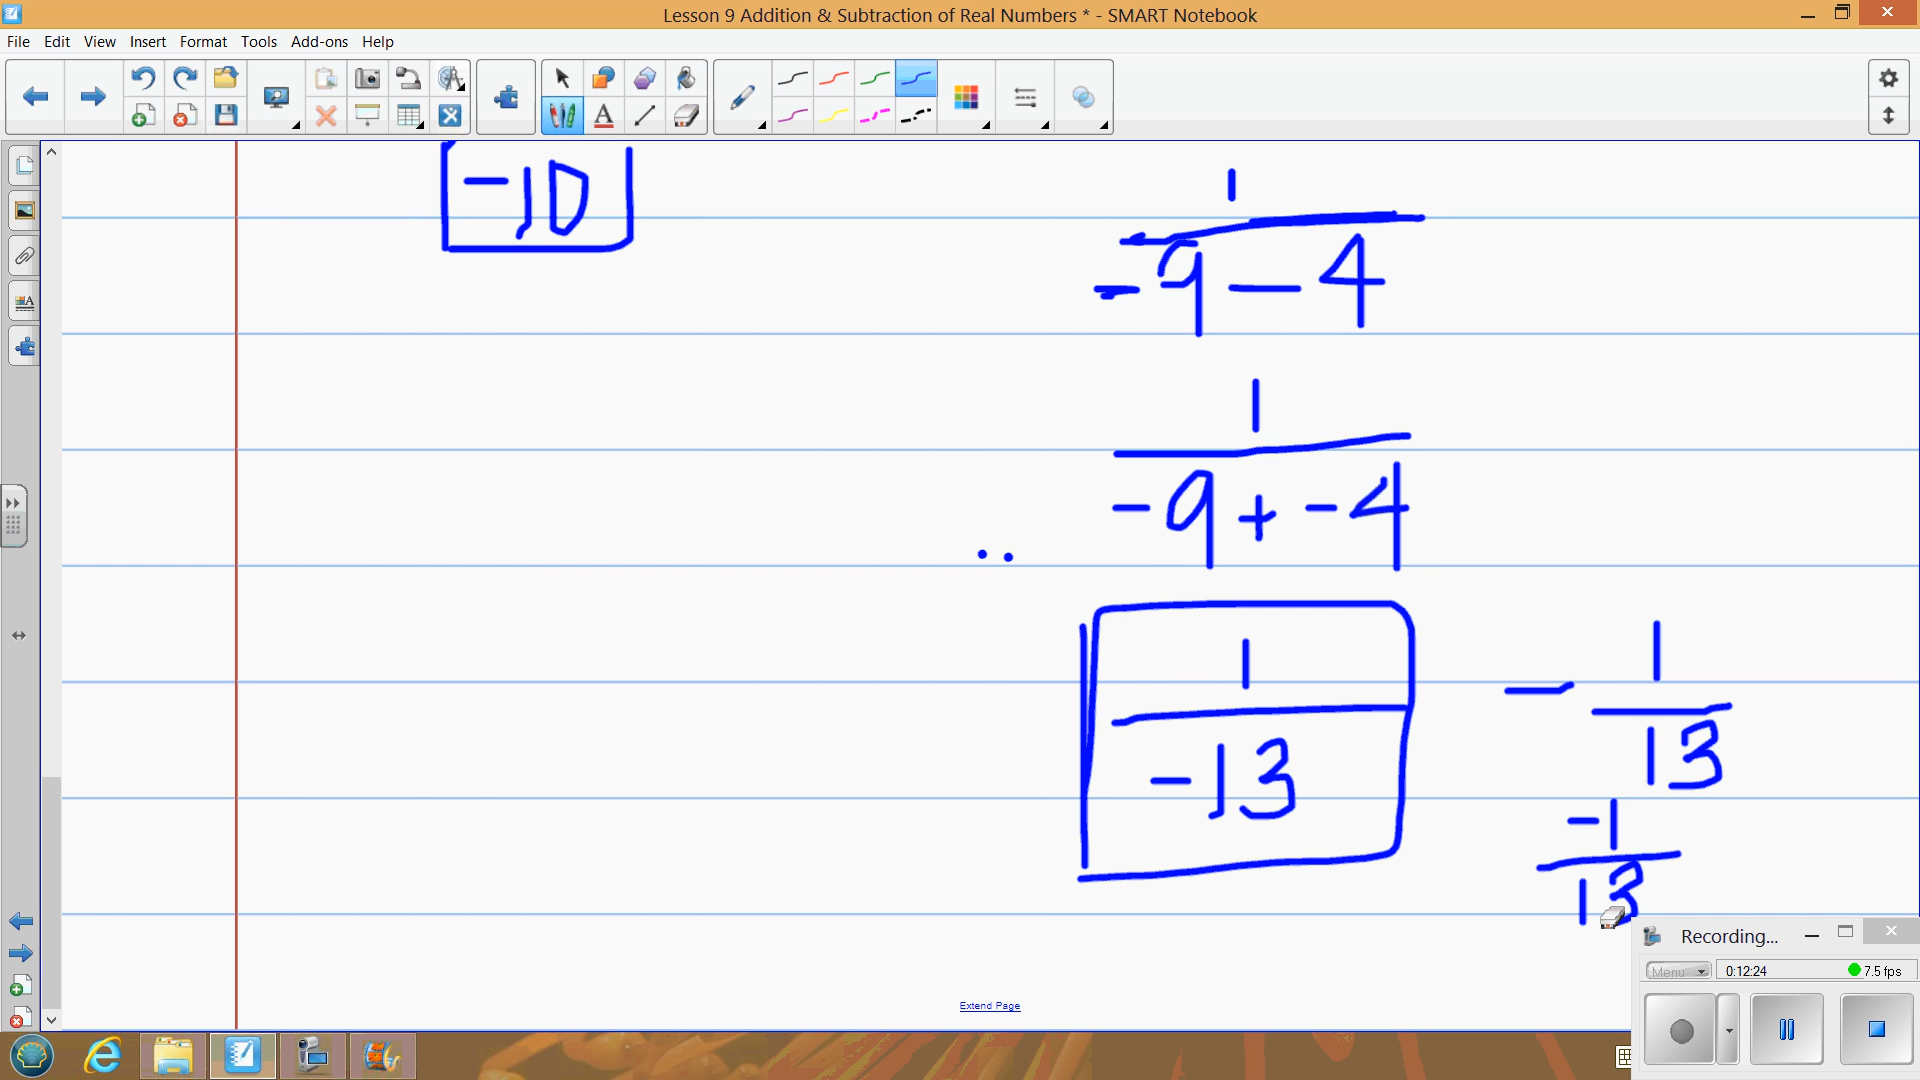 Lesson 9 Addition & Subtraction of Real Numbers * - SMART Notebook
File Edit View Insert Format Tools Add-ons Help
-10
1
-9-4
1
-9+-4
1
-13
- 1
13
-1
13
Recording...
Menu 0:12:24 7.5 fps
Extend Page